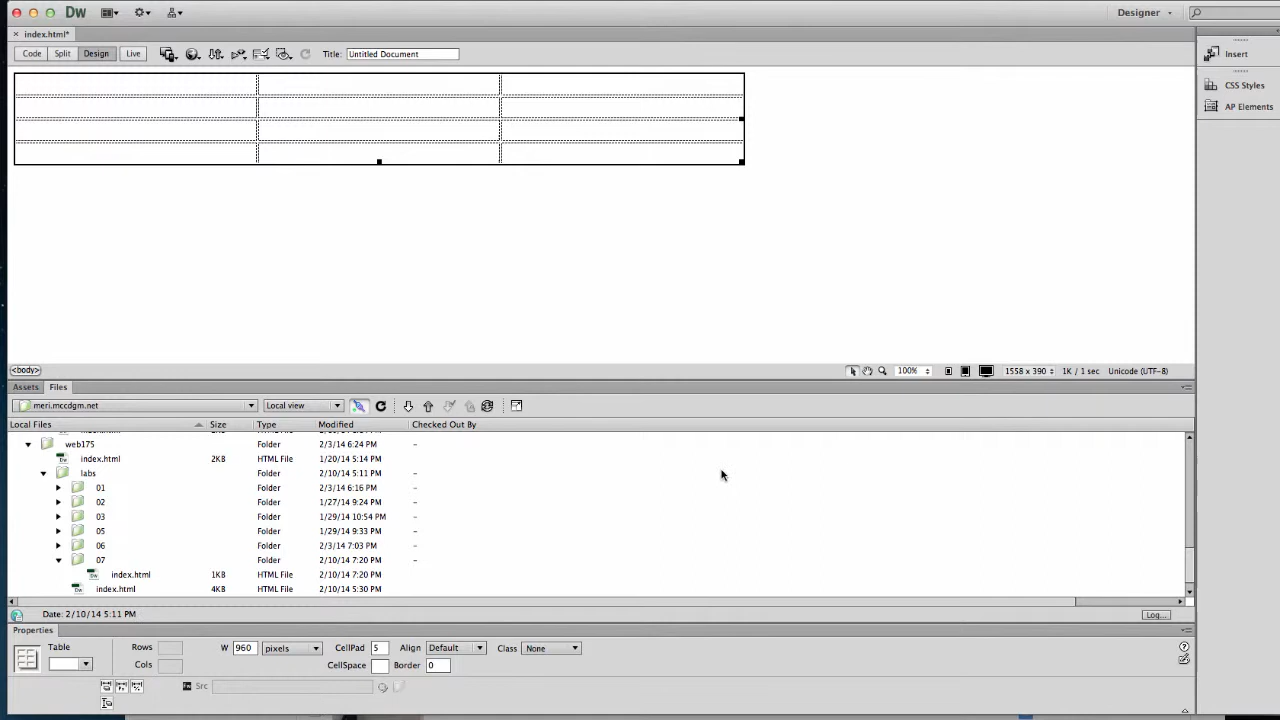 Dw
Designer
index.html*
Code Split Design Live Title: Untitled Document
Insert
CSS Styles
AP Elements
<body>
100% 1558 x 390 1K / 1 sec Unicode (UTF-8)
Assets Files
meri.mccdgm.net Local view
Local Files Size Type Modified Checked Out By
web175 Folder 2/3/14 6:24 PM -
index.html 2KB HTML File 1/20/14 5:14 PM
labs Folder 2/10/14 5:11 PM -
01 Folder 2/3/14 6:16 PM -
02 Folder 1/27/14 9:24 PM -
03 Folder 1/29/14 10:54 PM -
05 Folder 1/29/14 9:33 PM -
06 Folder 2/3/14 7:03 PM -
07 Folder 2/10/14 7:20 PM -
index.html 1KB HTML File 2/10/14 7:20 PM
index.html 4KB HTML File 2/10/14 5:30 PM
Date: 2/10/14 5:11 PM Log...
Properties
Table Rows W 960 pixels CellPad 5 Align Default Class None
Cols CellSpace Border 0
Src